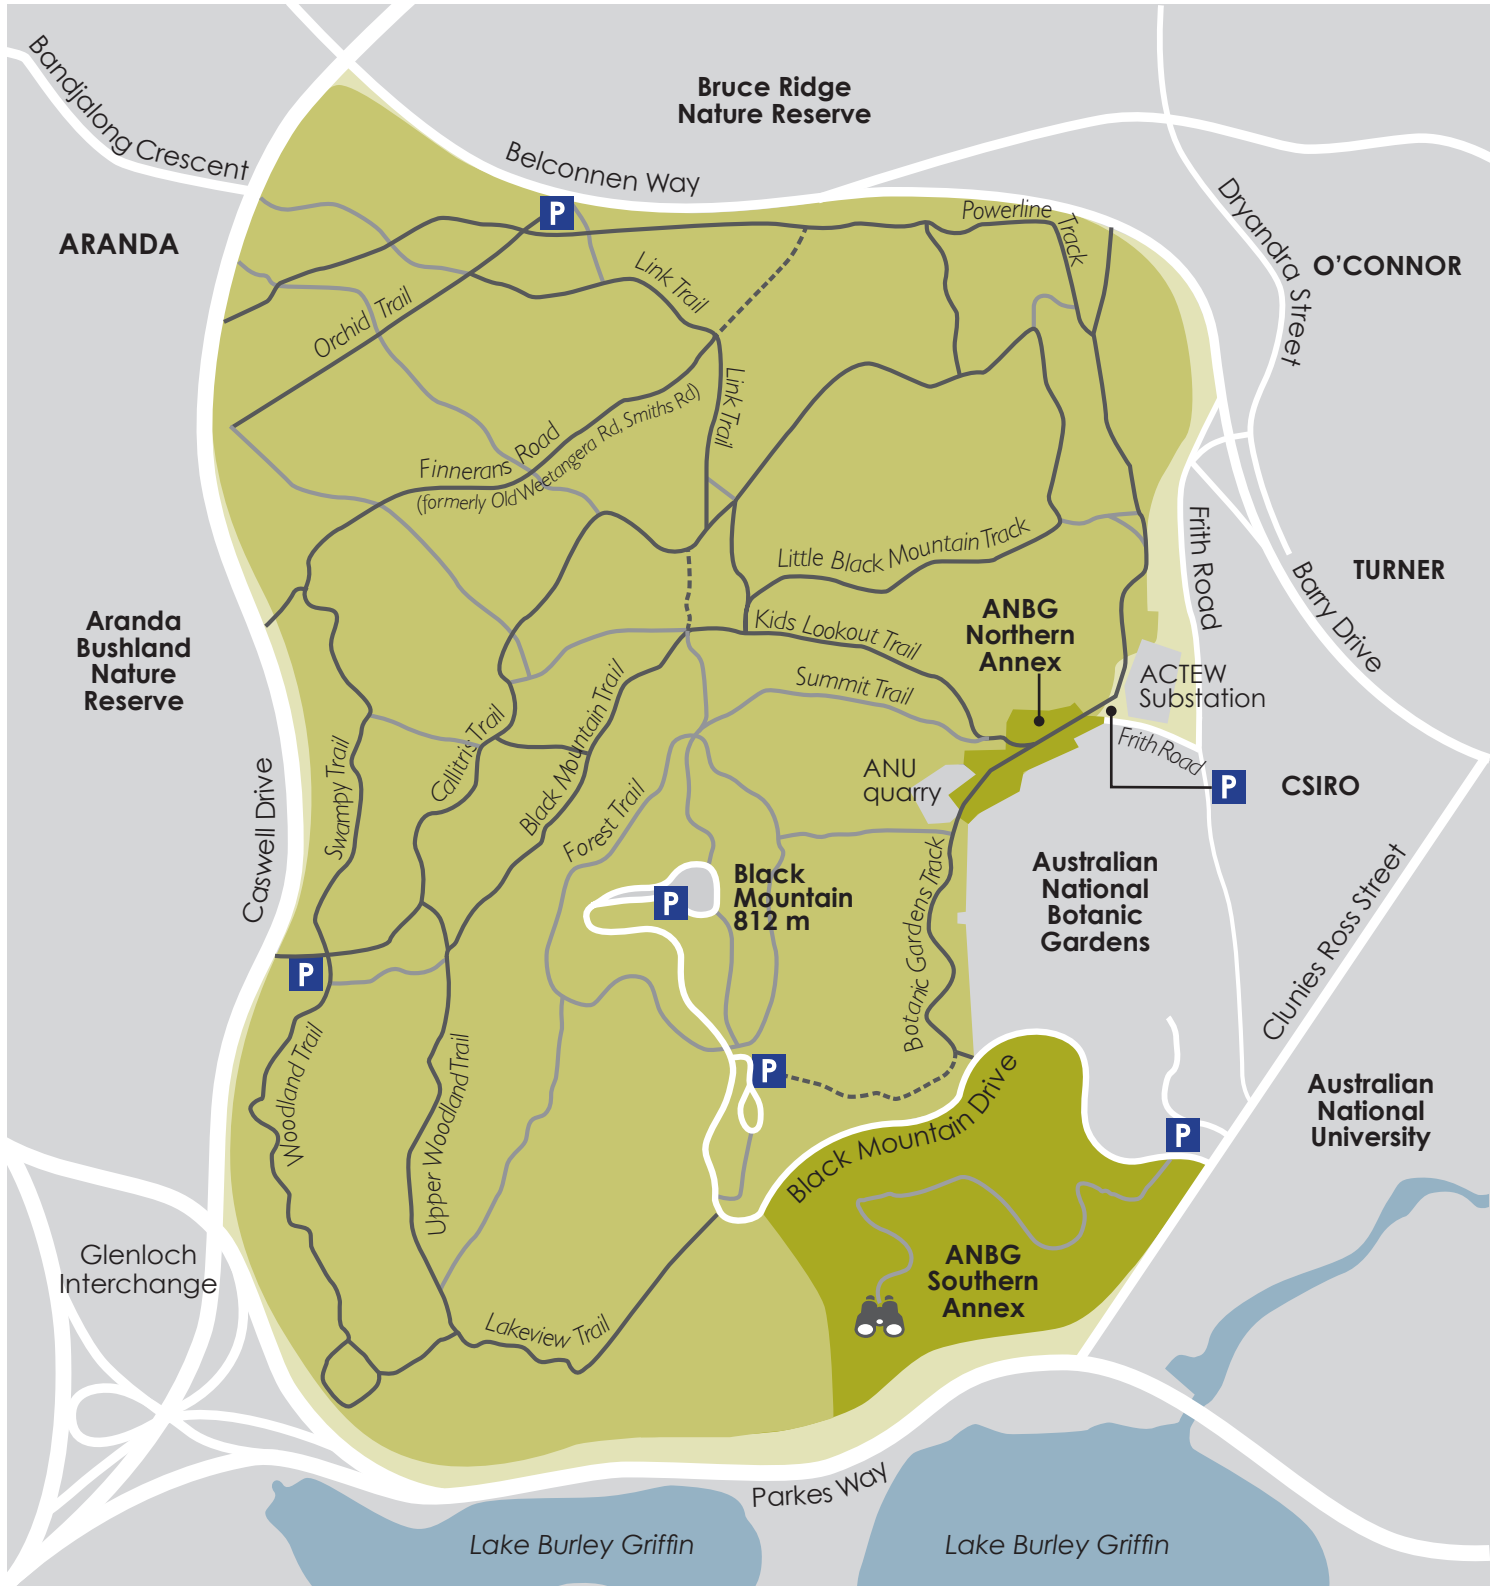 Bandjalong Crescent
Bruce Ridge
Nature Reserve
Belconnen Way
P
Powerline Track
Dryandra Street
ARANDA
O'CONNOR
Link Trail
Orchid Trail
Link Trail
Finnerans Road
(formerly Old Weetangera Rd, Smiths Rd)
Frith Road
Little Black Mountain Track
Barry Drive
TURNER
Aranda
Bushland
Nature
Reserve
ANBG
Northern
Annex
Kids Lookout Trail
ACTEW
Substation
Summit Trail
Black Mountain Trail
Callitris Trail
Swampy Trail
Frith Road
Caswell Drive
ANU
quarry
P
CSIRO
Forest Trail
Botanic Gardens Track
Black
Mountain
812 m
P
Australian
National
Botanic
Gardens
Clunies Ross Street
P
Woodland Trail
Upper Woodland Trail
P
Black Mountain Drive
P
Australian
National
University
Glenloch
Interchange
ANBG
Southern
Annex
Lakeview Trail
Parkes Way
Lake Burley Griffin
Lake Burley Griffin